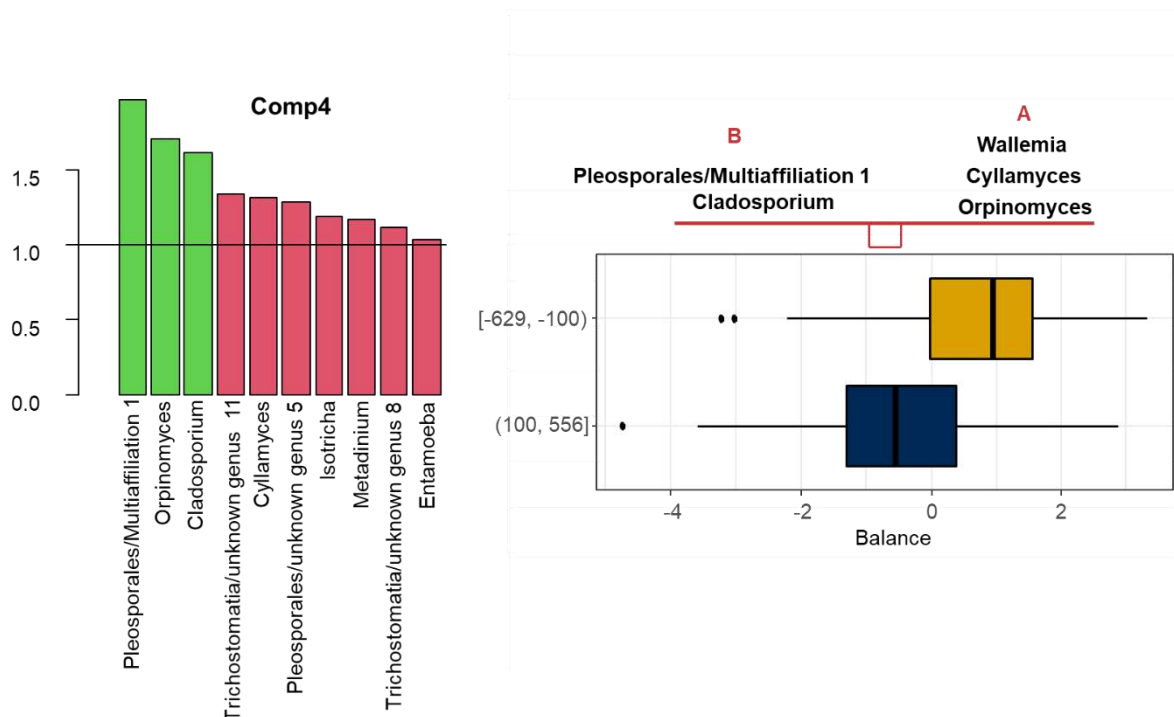 Comp4
1.5
1.0
0.5
0.0
Pleosporales/Multiaffiliation 1
Orpinomyces
Cladosporium
Trichostomatia/unknown genus 11
Cyllamyces
Pleosporales/unknown genus 5
Isotricha
Metadinium
Trichostomatia/unknown genus 8
Entamoeba
B
Pleosporales/Multiaffiliation 1
Cladosporium
A
Wallemia
Cyllamyces
Orpinomyces
[-629, -100)
(100, 556]
-4 -2 0 2
Balance